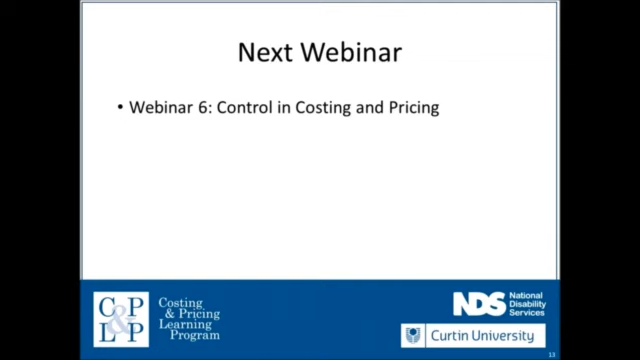 Next Webinar
• Webinar 6: Control in Costing and Pricing
C&P
LP
Costing
& Pricing
Learning
Program
NDS
National
Disability
Services
Curtin University
13